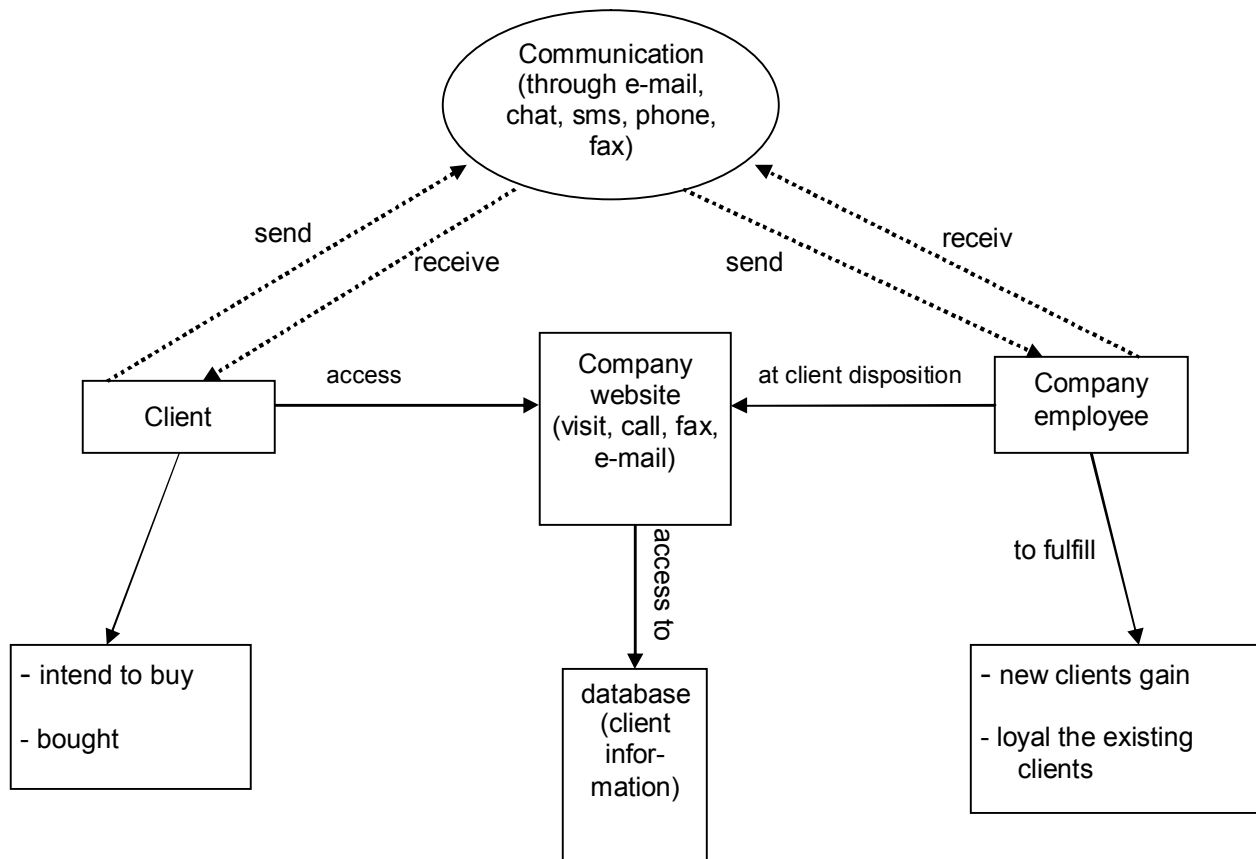 Communication
(through e-mail,
chat, sms, phone,
fax)
send
receive
send
receiv
Client
access
Company
website
(visit, call, fax,
e-mail)
at client disposition
Company
employee
access to
to fulfill
- intend to buy
- bought
database
(client
infor-
mation)
- new clients gain
- loyal the existing
clients